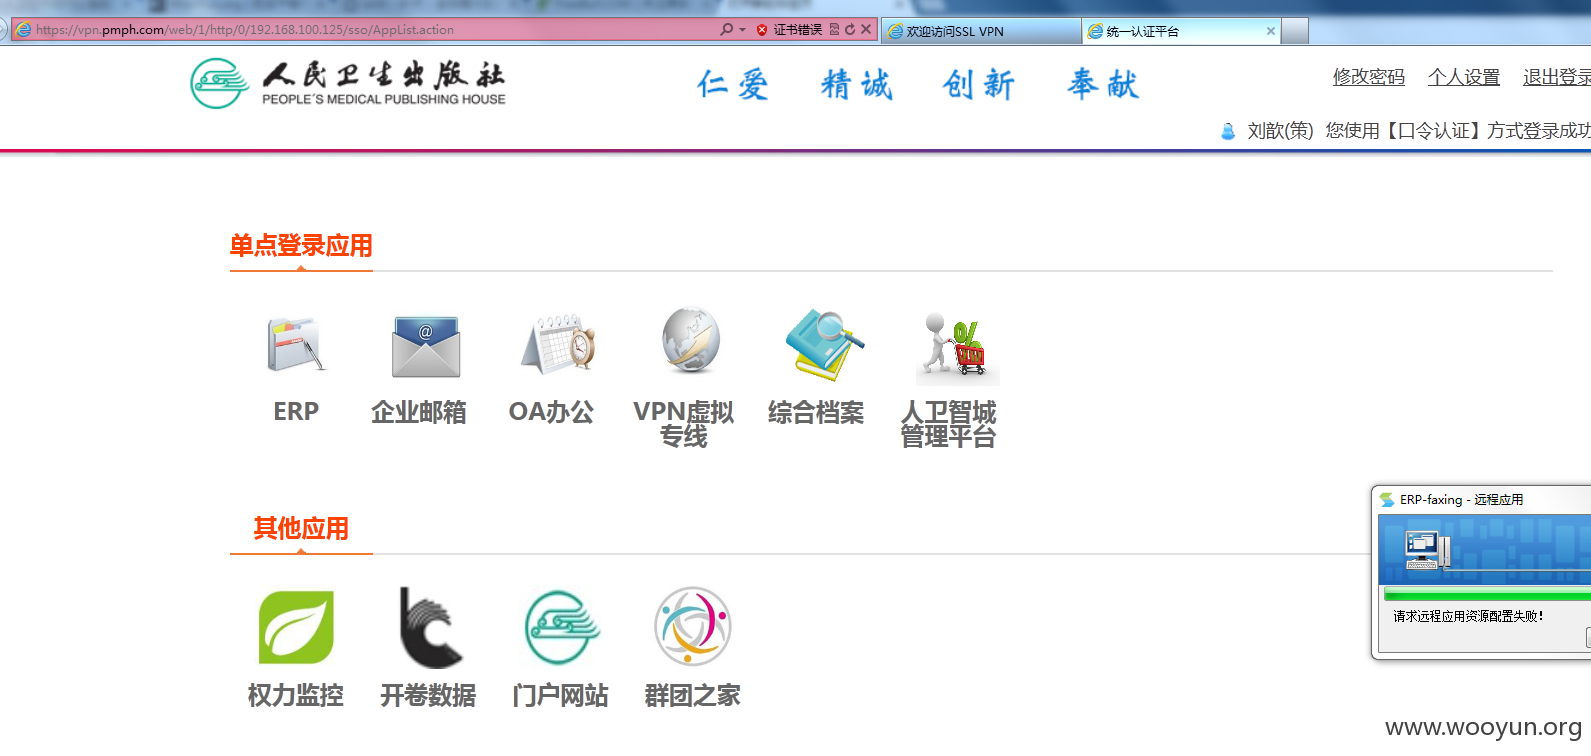 https://vpn.pmph.com/web/1/http/0/192.168.100.125/sso/AppList.action
证书错误
欢迎访问SSL VPN
统一认证平台
人民卫生出版社
PEOPLE'S MEDICAL PUBLISHING HOUSE
仁爱 精诚 创新 奉献
修改密码 个人设置 退出登录
刘歆(策) 您使用【口令认证】方式登录成功
单点登录应用
ERP
企业邮箱
OA办公
VPN虚拟
专线
综合档案
人卫智城
管理平台
其他应用
权力监控
开卷数据
门户网站
群团之家
ERP-faxing - 远程应用
请求远程应用资源配置失败!
www.wooyun.org